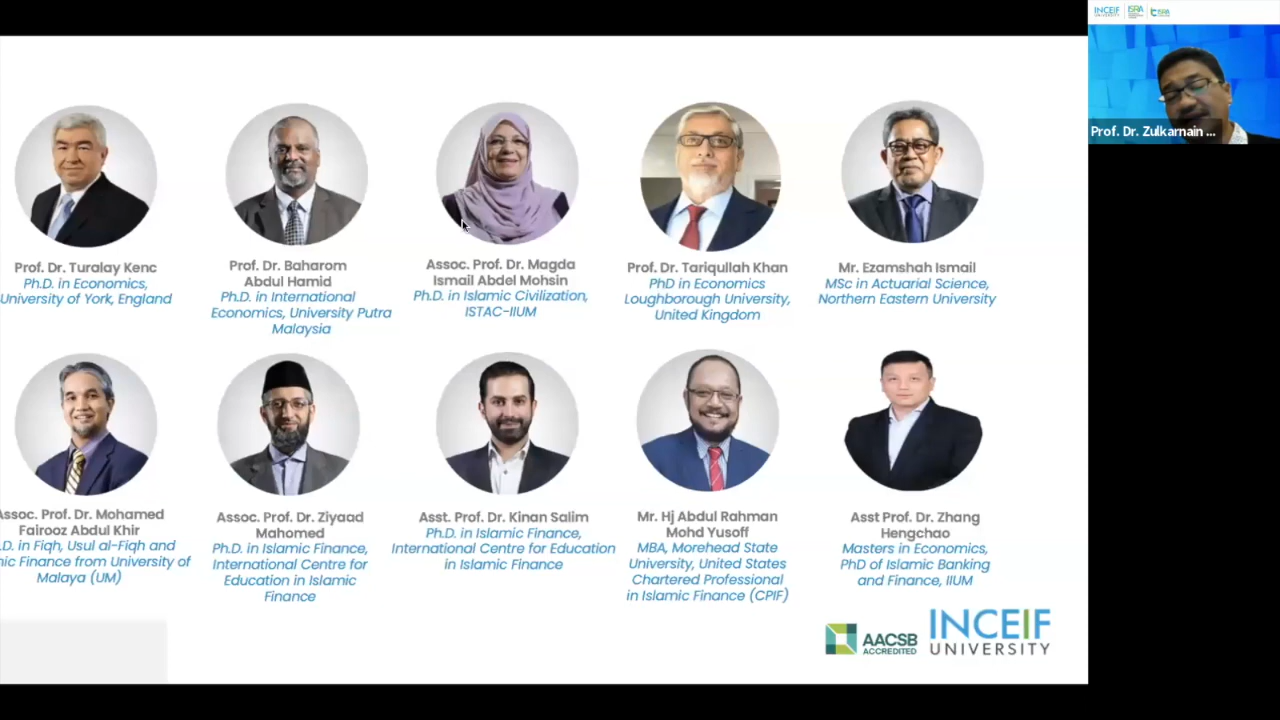 INCEIF
UNIVERSITY
ISRA
Prof. Dr. Zulkarnain ...
Prof. Dr. Turalay Kenc
Ph.D. in Economics,
University of York, England
Prof. Dr. Baharom
Abdul Hamid
Ph.D. in International
Economics, University Putra
Malaysia
Assoc. Prof. Dr. Magda
Ismail Abdel Mohsin
Ph.D. in Islamic Civilization,
ISTAC-IIUM
Prof. Dr. Tariqullah Khan
PhD in Economics
Loughborough University,
United Kingdom
Mr. Ezamshah Ismail
MSc in Actuarial Science,
Northern Eastern University
Assoc. Prof. Dr. Mohamed
Fairooz Abdul Khir
.D. in Fiqh, Usul al-Fiqh and
ic Finance from University of
Malaya (UM)
Assoc. Prof. Dr. Ziyaad
Mahomed
Ph.D. in Islamic Finance,
International Centre for
Education in Islamic
Finance
Asst. Prof. Dr. Kinan Salim
Ph.D. in Islamic Finance,
International Centre for Education
in Islamic Finance
Mr. Hj Abdul Rahman
Mohd Yusoff
MBA, Morehead State
University, United States
Chartered Professional
in Islamic Finance (CPIF)
Asst Prof. Dr. Zhang
Hengchao
Masters in Economics,
PhD of Islamic Banking
and Finance, IIUM
AACSB
ACCREDITED
INCEIF
UNIVERSITY